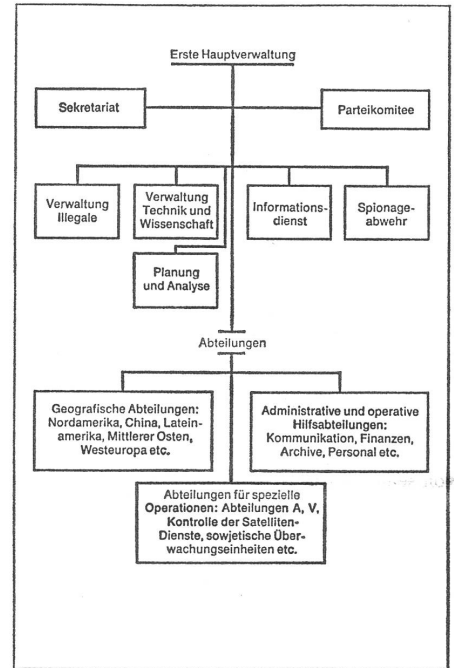 Erste Hauptverwaltung
Sekretariat
Parteikomitee
Verwaltung
Illegale
Verwaltung
Technik und
Wissenschaft
Informations-
dienst
Spionage-
abwehr
Planung
und Analyse
Abteilungen
Geografische Abteilungen:
Nordamerika, China, Latein-
amerika, Mittlerer Osten,
Westeuropa etc.
Administrative und operative
Hilfsabteilungen:
Kommunikation, Finanzen,
Archive, Personal etc.
Abteilungen für spezielle
Operationen: Abteilungen A, V,
Kontrolle der Satelliten-
Dienste, sowjetische Über-
wachungseinheiten etc.